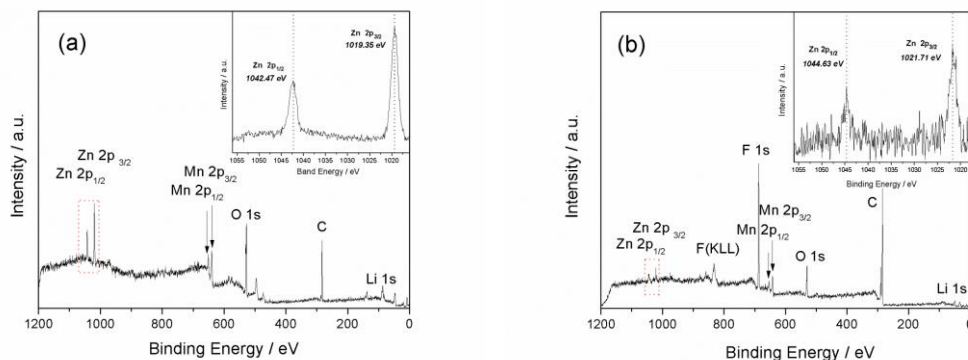 (a)
Intensity / a.u.
Zn 2p 3/2
Zn 2p1/2
Mn 2p3/2
Mn 2p1/2
O 1s
C
Li 1s
1200 1000 800 600 400 200 0
Binding Energy / eV
Intensity / a.u.
Zn 2p1/2
1042.47 eV
Zn 2p3/2
1019.35 eV
1055 1050 1045 1040 1035 1030 1025 1020
Band Energy / eV
(b)
Intensity / a.u.
Zn 2p 3/2
Zn 2p1/2
F(KLL)
F 1s
Mn 2p3/2
Mn 2p1/2
O 1s
C
Li 1s
1200 1000 800 600 400 200 0
Binding Energy / eV
Intensity / a.u.
Zn 2p1/2
1044.63 eV
Zn 2p3/2
1021.71 eV
1055 1050 1045 1040 1035 1030 1025 1020
Binding Energy / eV